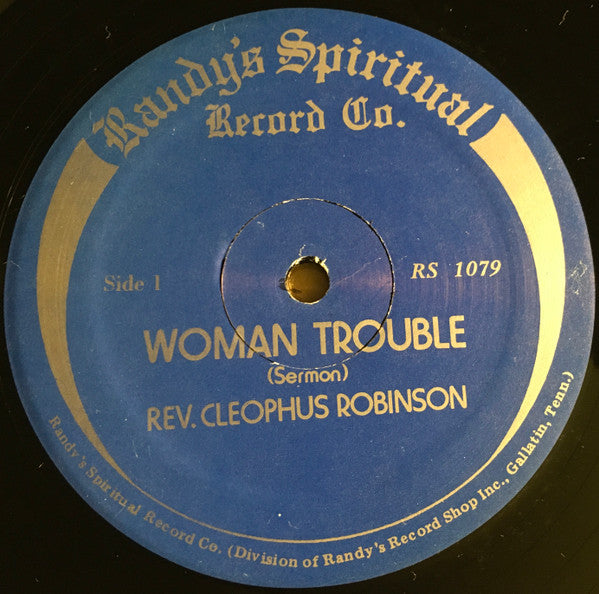 Randy's Spiritual
Record Co.
Side 1
RS 1079
WOMAN TROUBLE
(Sermon)
REV. CLEOPHUS ROBINSON
Randy's Spiritual Record Co. (Division of Randy's Record Shop Inc., Gallatin, Tenn.)